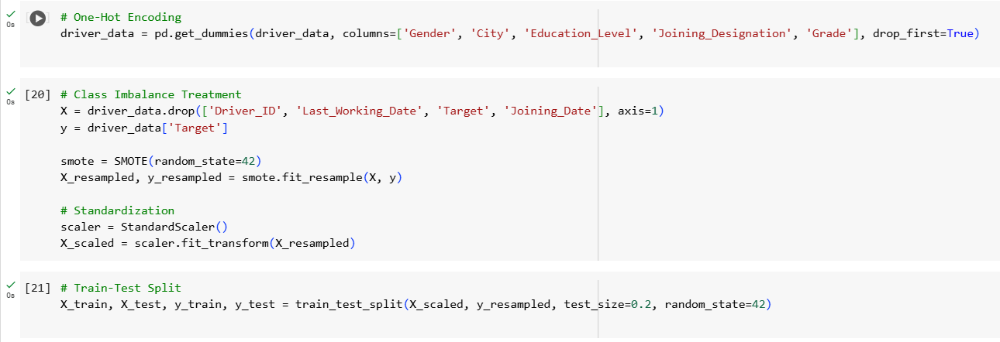 # One-Hot Encoding
0s
driver_data = pd.get_dummies(driver_data, columns=['Gender', 'City', 'Education_Level', 'Joining_Designation', 'Grade'], drop_first=True)
[20] # Class Imbalance Treatment
0s
X = driver_data.drop(['Driver_ID', 'Last_Working_Date', 'Target', 'Joining_Date'], axis=1)
y = driver_data['Target']
smote = SMOTE(random_state=42)
X_resampled, y_resampled = smote.fit_resample(X, y)
# Standardization
scaler = StandardScaler()
X_scaled = scaler.fit_transform(X_resampled)
[21] # Train-Test Split
0s
X_train, X_test, y_train, y_test = train_test_split(X_scaled, y_resampled, test_size=0.2, random_state=42)